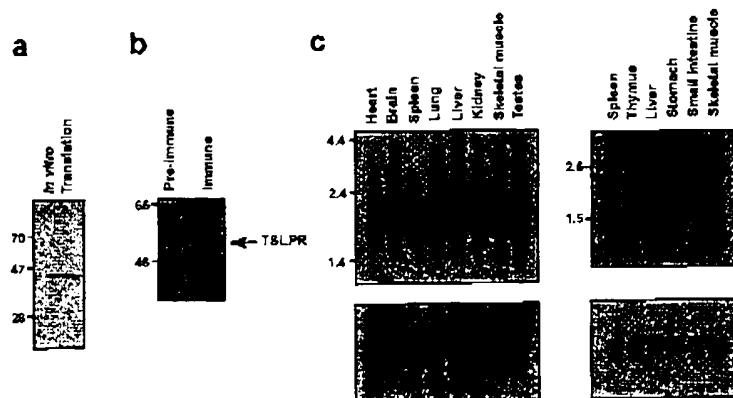 a
In vitro
Translation
70
47
28
b
Pre-immune
Immune
66
46
TSLPR
c
Heart
Brain
Spleen
Lung
Liver
Kidney
Skeletal muscle
Testes
4.4
2.4
1.4
Spleen
Thymus
Liver
Stomach
Small Intestine
Skeletal muscle
2.6
1.5